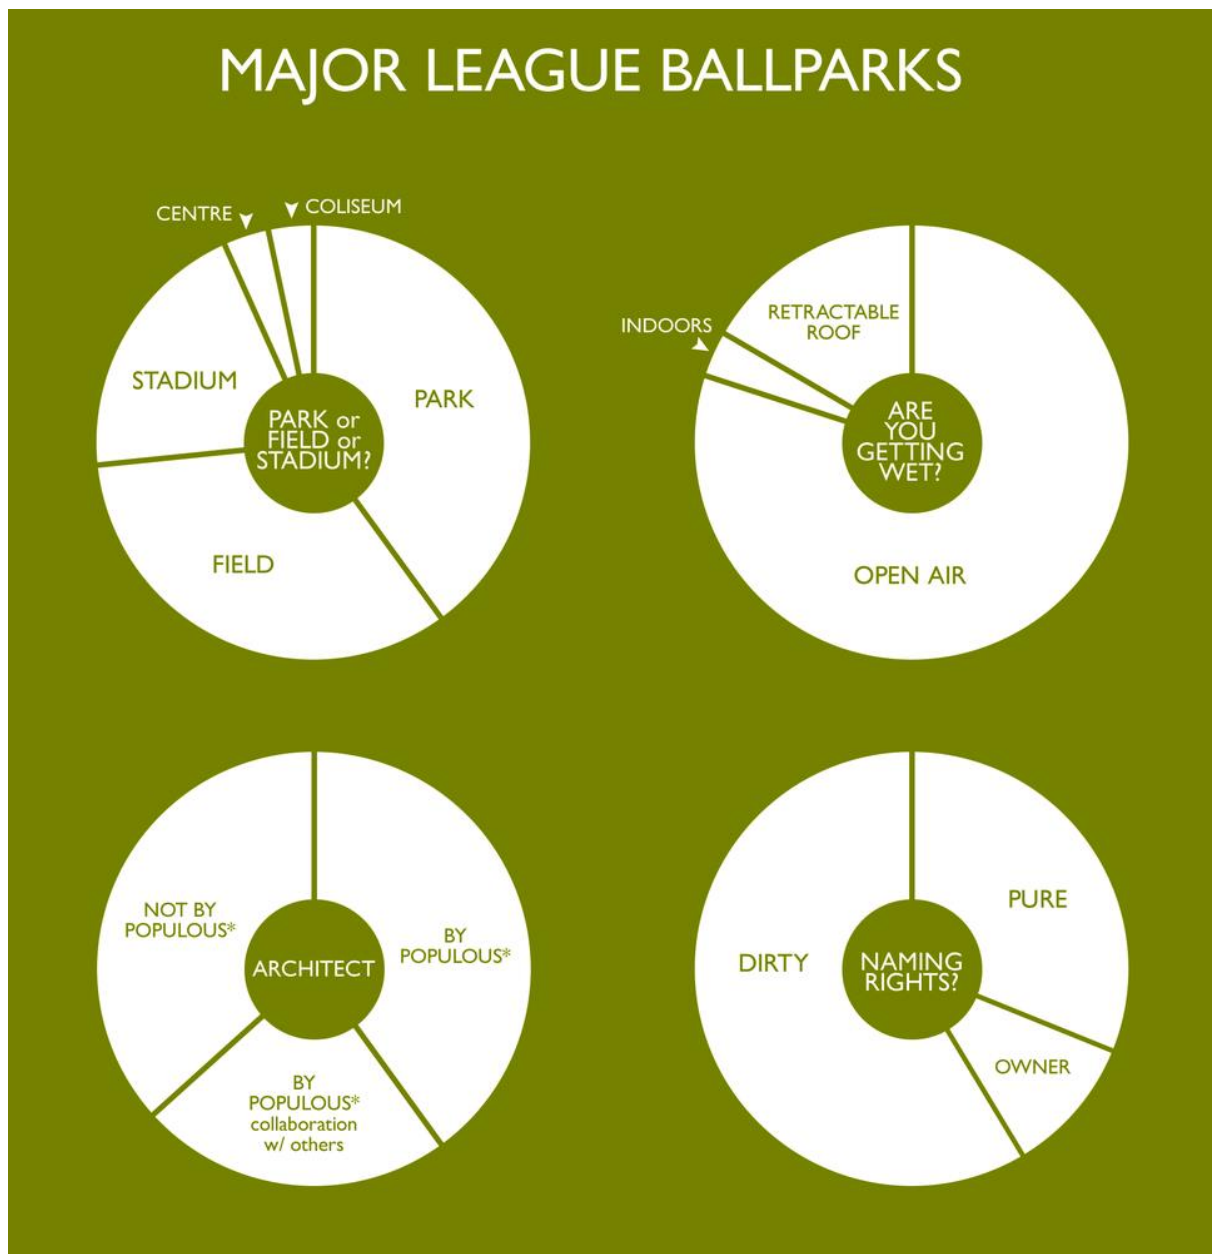 MAJOR LEAGUE BALLPARKS
CENTRE
COLISEUM
STADIUM
PARK
FIELD
PARK or
FIELD or
STADIUM?
INDOORS
RETRACTABLE
ROOF
OPEN AIR
ARE
YOU
GETTING
WET?
NOT BY
POPULOUS*
BY
POPULOUS*
BY
POPULOUS*
collaboration
w/ others
ARCHITECT
DIRTY
PURE
OWNER
NAMING
RIGHTS?